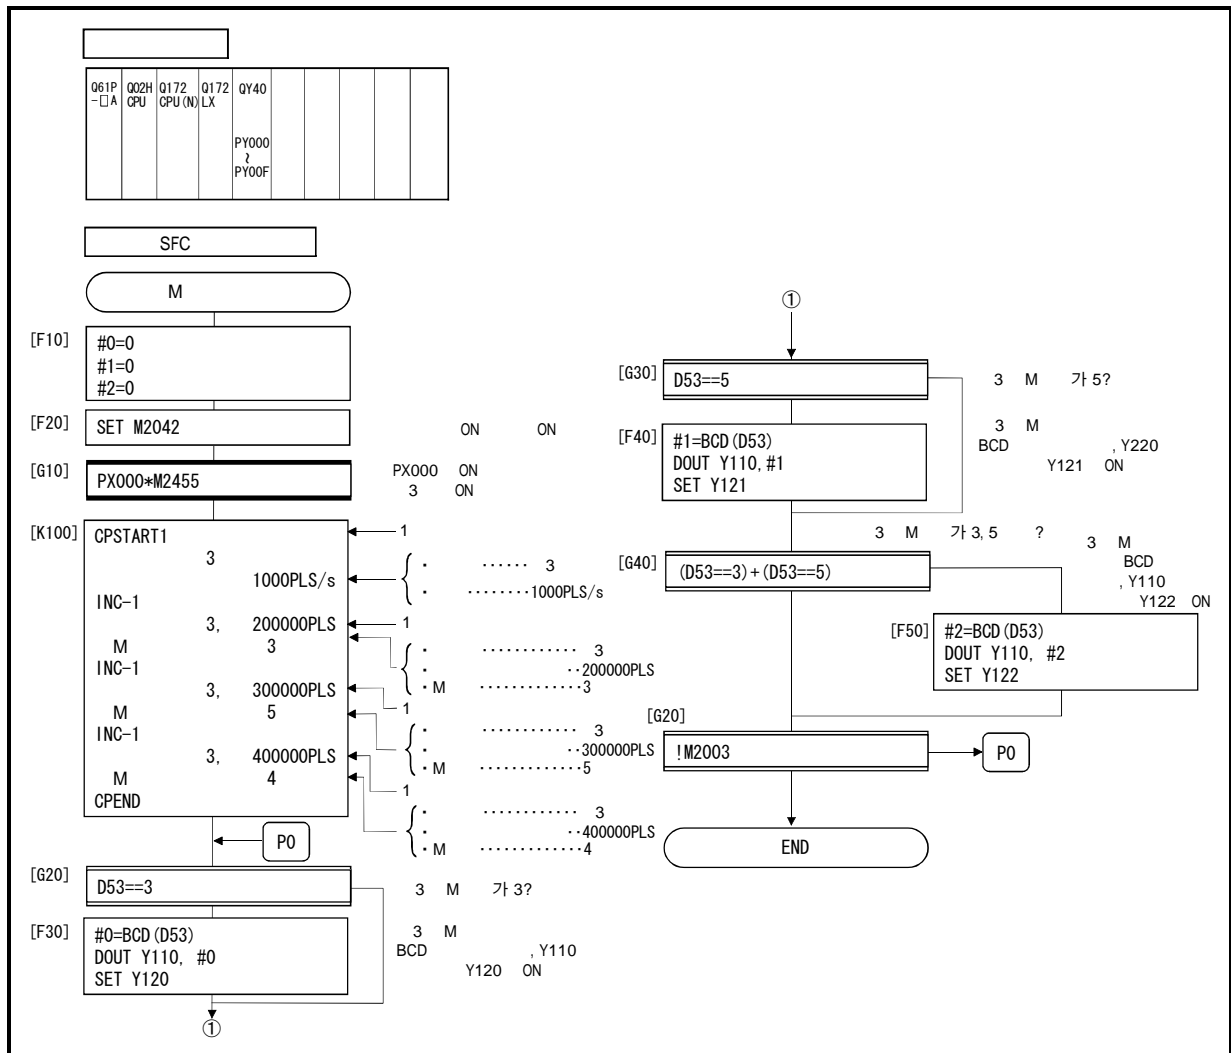 Q61P Q02H Q172 Q172 QY40
-□A CPU CPU(N) LX
PY000
~
PY00F
SFC
M
[F10] #0=0
#1=0
#2=0
[F20] SET M2042 ON ON
[G10] PX000*M2455 PX000 ON
3 ON
[K100] CPSTART1 1
3
1000PLS/s
・ ······ 3
・ ········1000PLS/s
INC-1
3, 200000PLS 1
M 3
・ ············ 3
・ ··200000PLS
・M ············3
INC-1
3, 300000PLS 1
M 5
・ ············ 3
・ ··300000PLS
・M ············5
INC-1
3, 400000PLS 1
M 4
・ ············ 3
・ ··400000PLS
・M ············4
CPEND
P0
[G20] D53==3 3 M 가 3?
[F30] #0=BCD(D53) 3 M
DOUT Y110, #0 BCD , Y110
SET Y120 Y120 ON
①
①
[G30] D53==5 3 M 가 5?
[F40] #1=BCD(D53) 3 M
DOUT Y110,#1 BCD , Y220
SET Y121 Y121 ON
3 M 가 3, 5 ?
[G40] (D53==3)+(D53==5)
3 M
BCD
, Y110
Y122 ON
[F50] #2=BCD(D53)
DOUT Y110, #2
SET Y122
[G20]
!M2003 P0
END